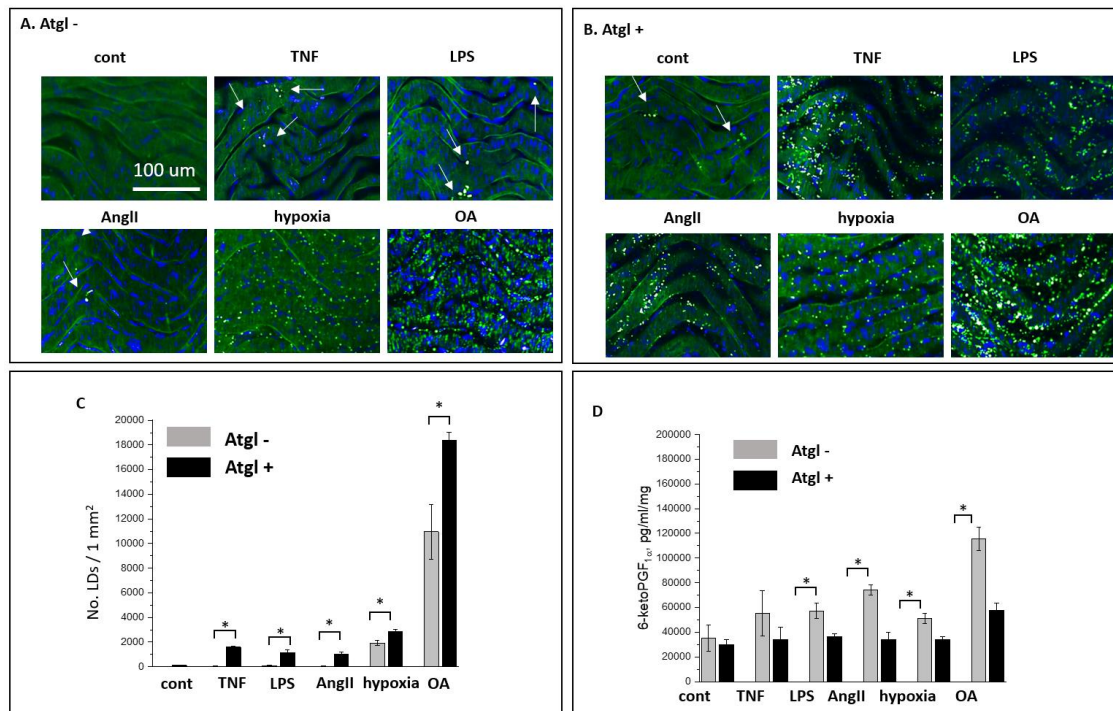 A. Atgl -
cont TNF LPS
100 um
AngII hypoxia OA
B. Atgl +
cont TNF LPS
AngII hypoxia OA
C
*
Atgl -
Atgl +
No. LDs / 1 mm²
20000
18000
16000
14000
12000
10000
8000
6000
4000
2000
0
* * * *
cont TNF LPS AngII hypoxia OA
D
Atgl -
Atgl +
6-ketoPGF₁α, pg/ml/mg
200000
180000
160000
140000
120000
100000
80000
60000
40000
20000
0
* * * *
cont TNF LPS AngII hypoxia OA